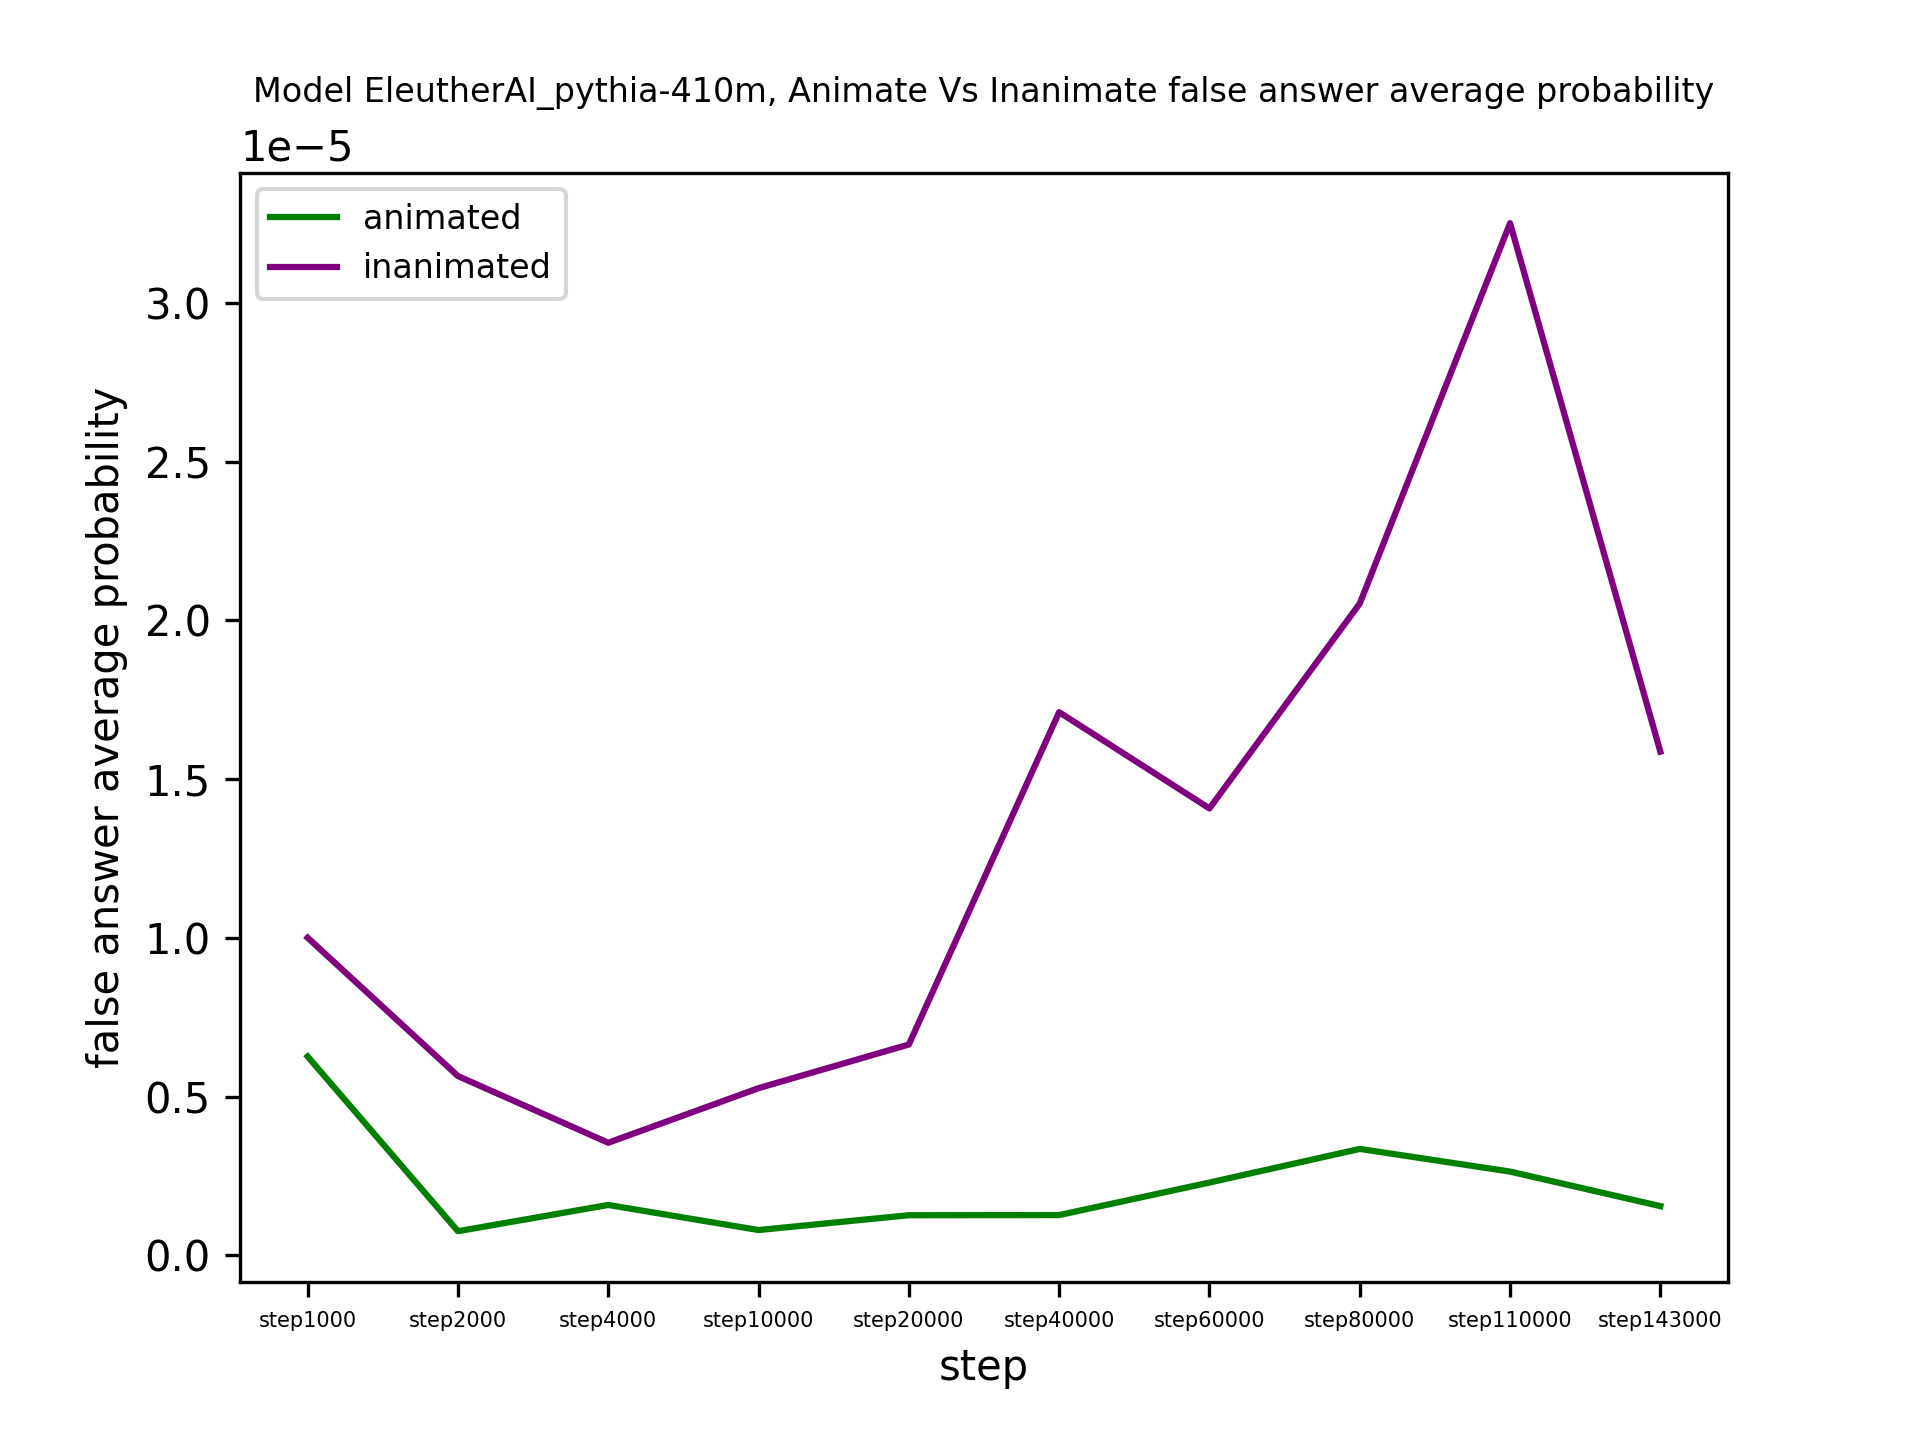 Model EleutherAI_pythia-410m, Animate Vs Inanimate false answer average probability
1e−5
animated
inanimated
3.0
2.5
2.0
1.5
1.0
0.5
0.0
false answer average probability
step1000 step2000 step4000 step10000 step20000 step40000 step60000 step80000 step110000 step143000
step